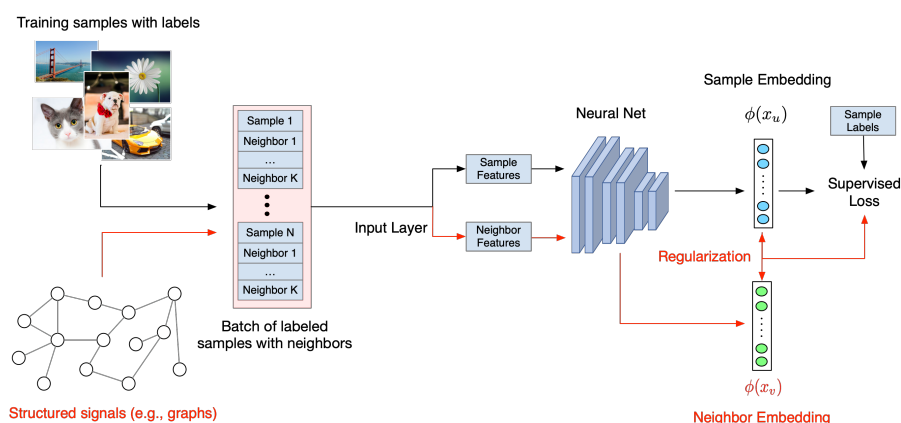 Training samples with labels
Sample 1
Neighbor 1
...
Neighbor K
Sample N
Neighbor 1
...
Neighbor K
Batch of labeled
samples with neighbors
Structured signals (e.g., graphs)
Input Layer
Sample
Features
Neighbor
Features
Neural Net
Sample Embedding
ϕ(xᵤ)
Sample
Labels
Supervised
Loss
Regularization
ϕ(xᵥ)
Neighbor Embedding